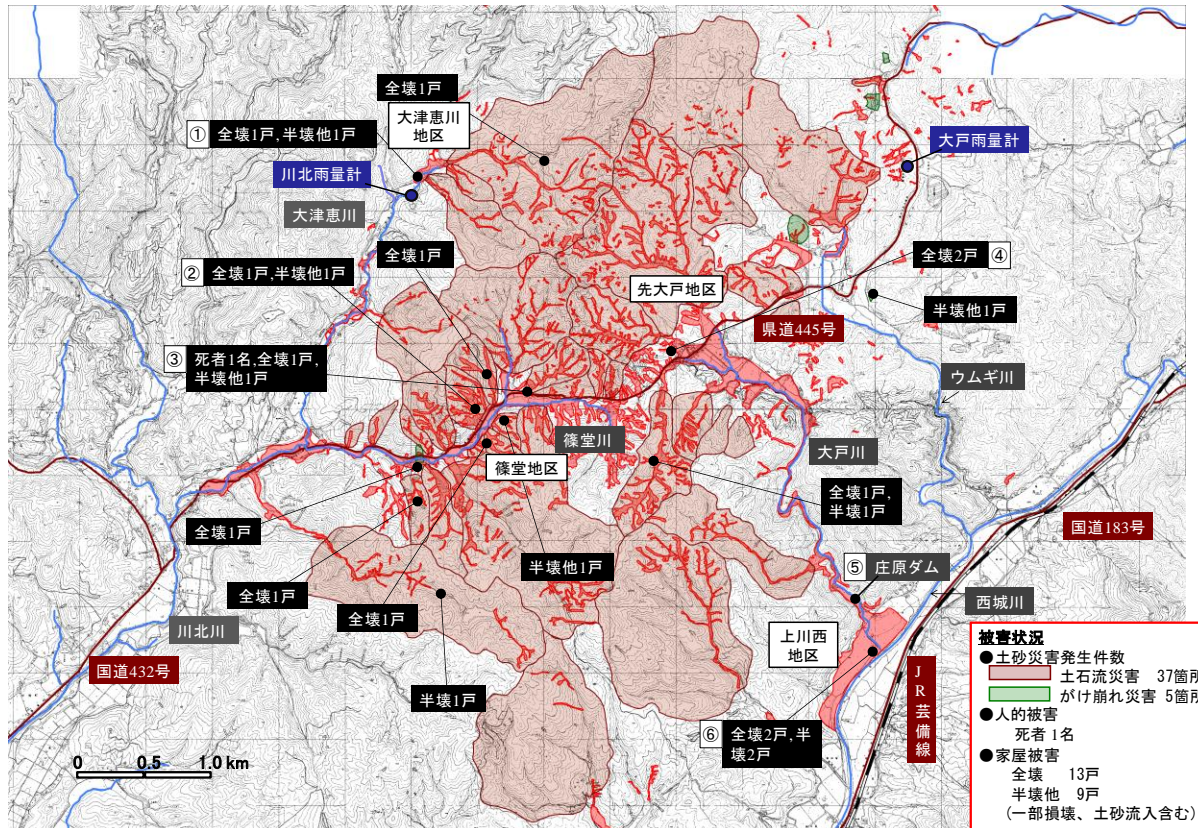 全壊1戸
大津恵川
地区
① 全壊1戸,半壊他1戸
川北雨量計
大津恵川
大戸雨量計
全壊1戸
② 全壊1戸,半壊他1戸
全壊2戸 ④
先大戸地区
半壊他1戸
県道445号
③ 死者1名,全壊1戸,
半壊他1戸
ウムギ川
篠堂川
篠堂地区
大戸川
全壊1戸,
半壊1戸
全壊1戸
国道183号
半壊他1戸
⑤ 庄原ダム
全壊1戸
西城川
全壊1戸
川北川
上川西
地区
国道432号
半壊1戸
JR芸備線
⑥ 全壊2戸,半
壊2戸
0 0.5 1.0 km
被害状況
●土砂災害発生件数
土石流災害 37箇所
がけ崩れ災害 5箇所
●人的被害
死者 1名
●家屋被害
全壊 13戸
半壊他 9戸
(一部損壊、土砂流入含む)